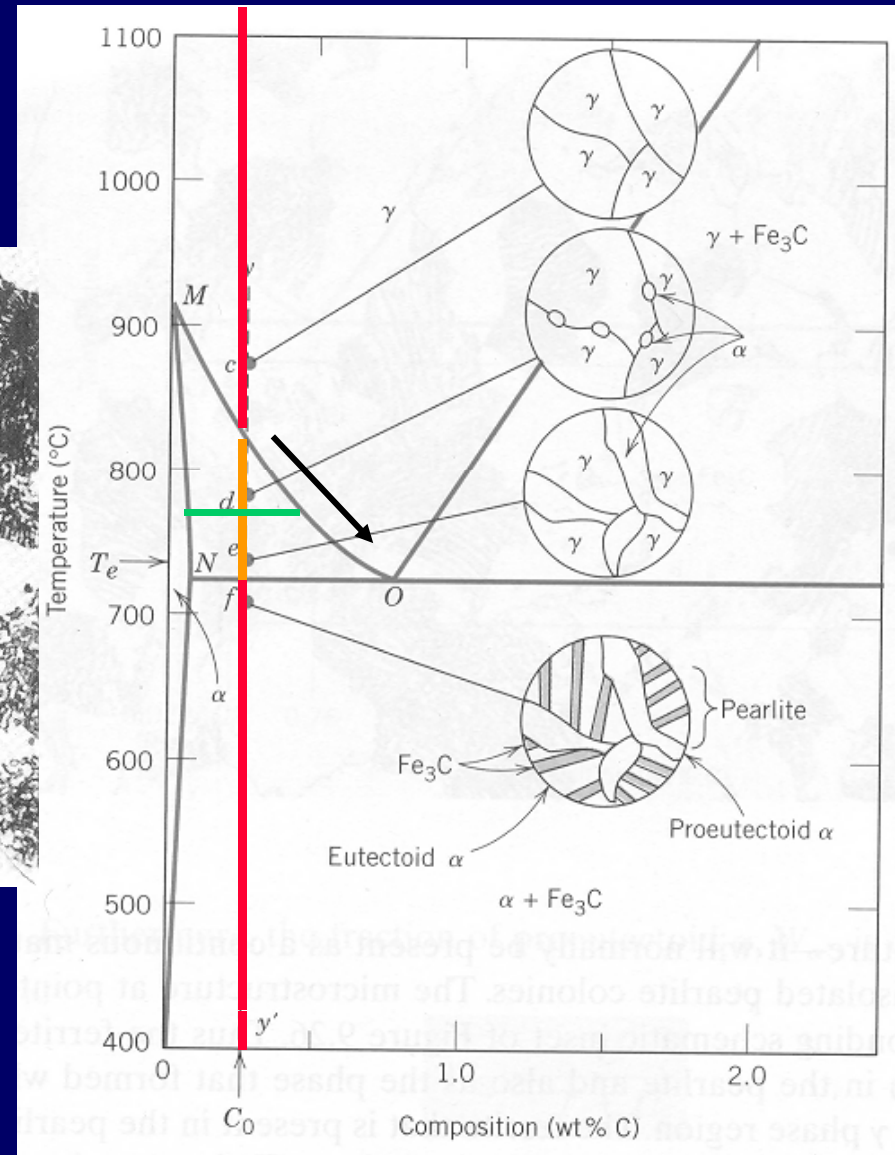 1100
1000
900
800
700
600
500
400
Temperature (°C)
γ
γ
γ
γ
γ
γ + Fe₃C
M
y
c
γ
γ
γ
γ
α
d
γ
γ
γ
γ
e
Tₑ
N
O
f
α
Pearlite
Fe₃C
Proeutectoid α
Eutectoid α
α + Fe₃C
y′
0
1.0
2.0
C₀
Composition (wt% C)